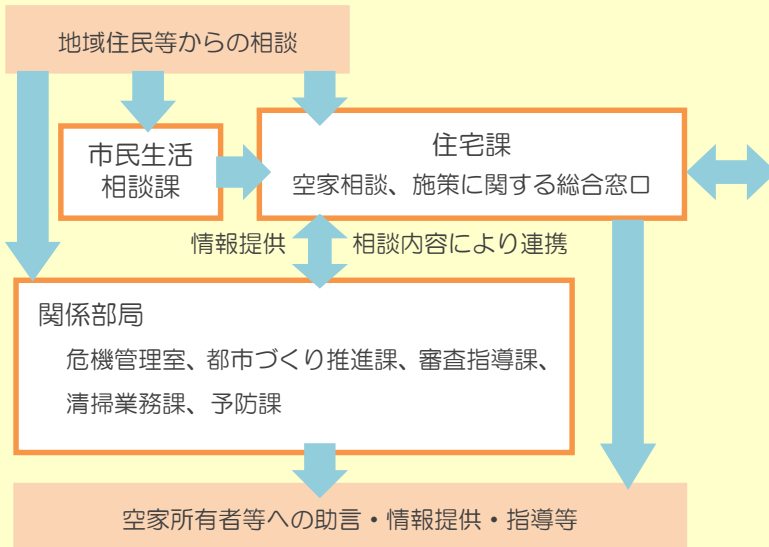 地域住民等からの相談
市民生活
相談課
住宅課
空家相談、施策に関する総合窓口
情報提供
相談内容により連携
関係部局
危機管理室、都市づくり推進課、審査指導課、
清掃業務課、予防課
空家所有者等への助言・情報提供・指導等